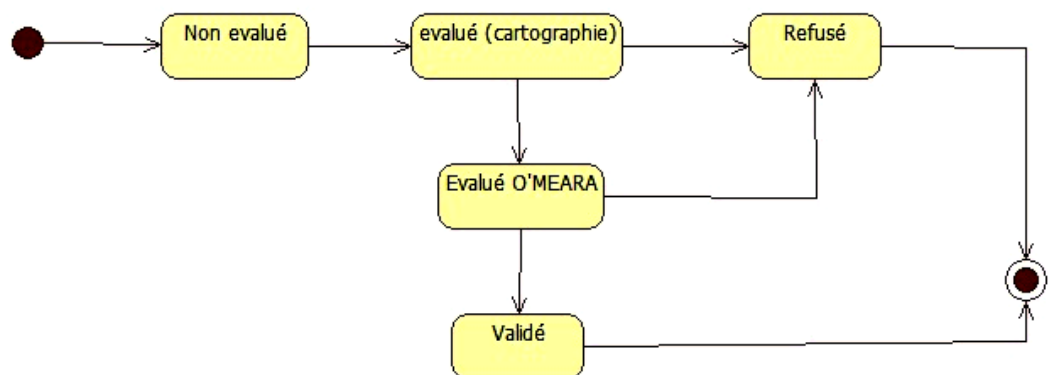 Non evalué
evalué (cartographie)
Refusé
Evalué O'MEARA
Validé